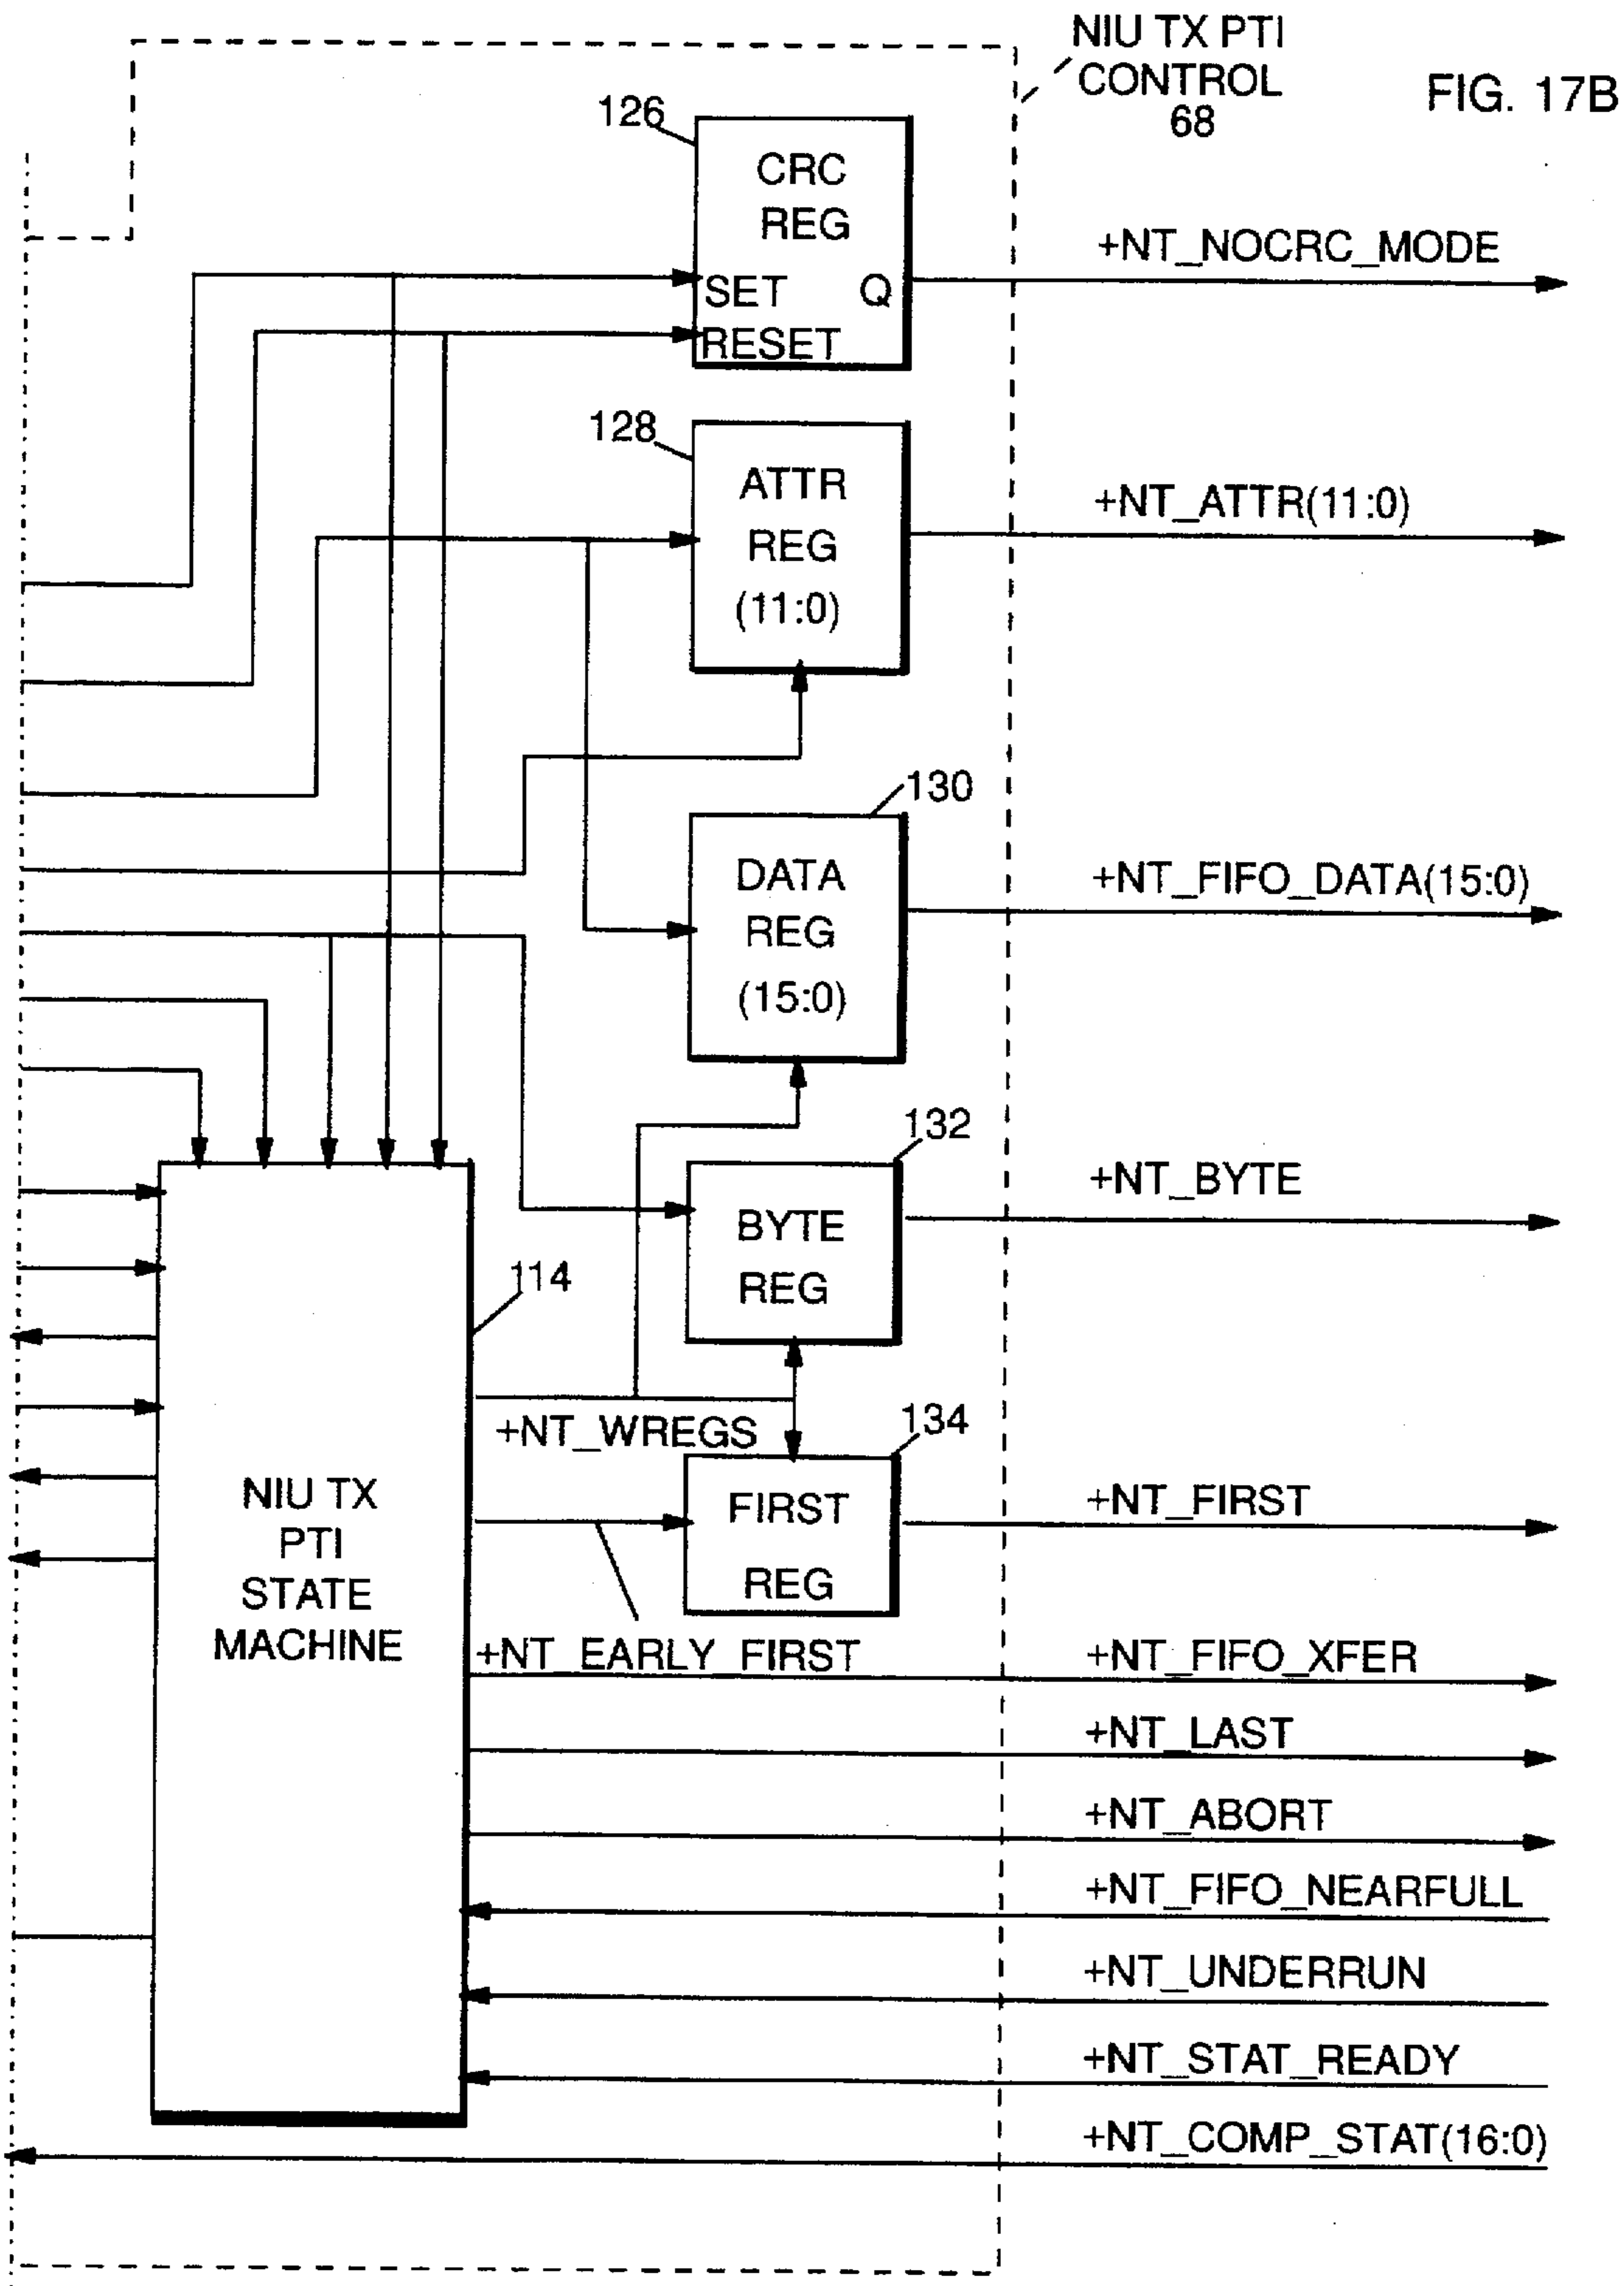 NIU TX PTI
CONTROL
68
FIG. 17B
126
CRC
REG
SET Q
RESET
+NT_NOCRC_MODE
128
ATTR
REG
(11:0)
+NT_ATTR(11:0)
130
DATA
REG
(15:0)
+NT_FIFO_DATA(15:0)
132
BYTE
REG
+NT_BYTE
114
+NT_WREGS
134
FIRST
REG
+NT_FIRST
NIU TX
PTI
STATE
MACHINE
+NT_EARLY_FIRST
+NT_FIFO_XFER
+NT_LAST
+NT_ABORT
+NT_FIFO_NEARFULL
+NT_UNDERRUN
+NT_STAT_READY
+NT_COMP_STAT(16:0)